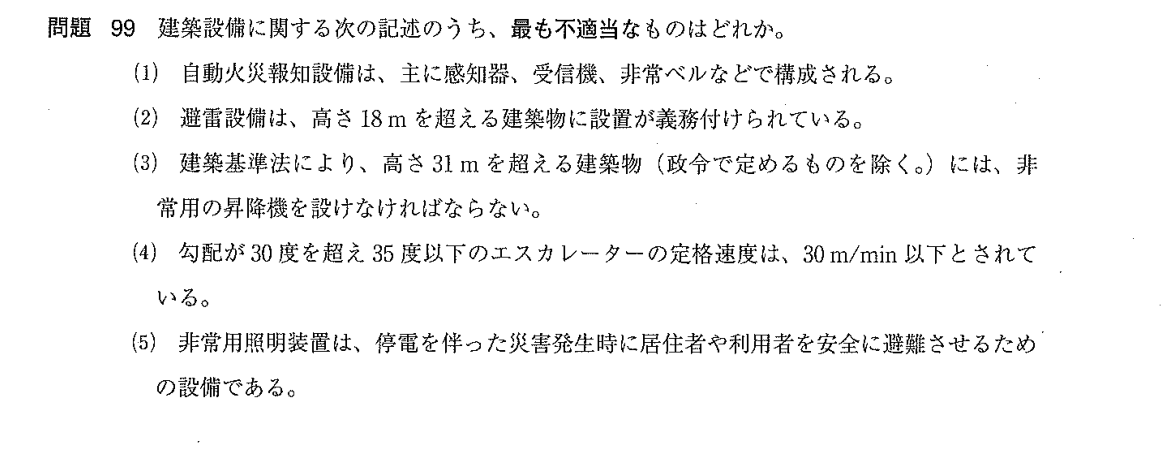 問題 99 建築設備に関する次の記述のうち、最も不適当なものはどれか。
(1) 自動火災報知設備は、主に感知器、受信機、非常ベルなどで構成される。
(2) 避雷設備は、高さ 18 m を超える建築物に設置が義務付けられている。
(3) 建築基準法により、高さ 31 m を超える建築物（政令で定めるものを除く。）には、非
常用の昇降機を設けなければならない。
(4) 勾配が 30 度を超え 35 度以下のエスカレーターの定格速度は、30 m/min 以下とされて
いる。
(5) 非常用照明装置は、停電を伴った災害発生時に居住者や利用者を安全に避難させるため
の設備である。